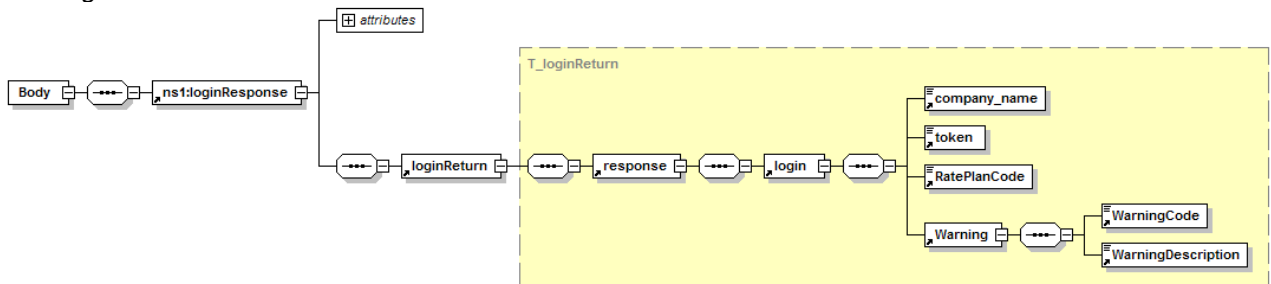 attributes
T_loginReturn
Body
ns1:loginResponse
company_name
token
loginReturn
response
login
RatePlanCode
Warning
WarningCode
WarningDescription